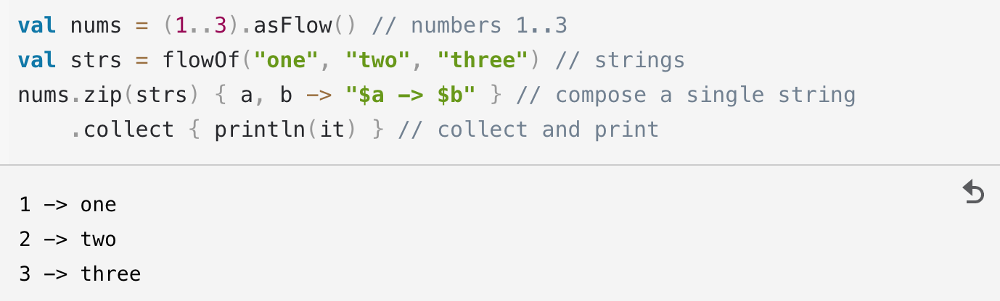 val nums = (1..3).asFlow() // numbers 1..3
val strs = flowOf("one", "two", "three") // strings
nums.zip(strs) { a, b -> "$a -> $b" } // compose a single string
    .collect { println(it) } // collect and print
1 -> one
2 -> two
3 -> three